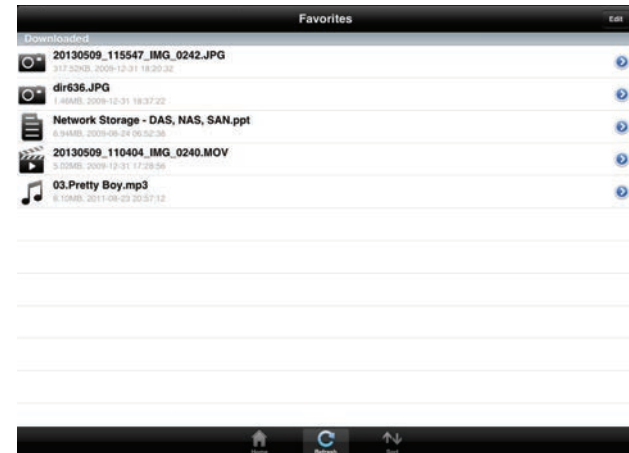 Favorites
Edit
Downloaded
20130509_115547_IMG_0242.JPG
317.52KB, 2009-12-31 18:20:32
dir636.JPG
1.46MB, 2009-12-31 18:37:22
Network Storage - DAS, NAS, SAN.ppt
6.94MB, 2009-08-24 06:52:36
20130509_110404_IMG_0240.MOV
5.02MB, 2009-12-31 17:28:56
03.Pretty Boy.mp3
6.10MB, 2011-08-23 20:57:12
Home
Refresh
Sort